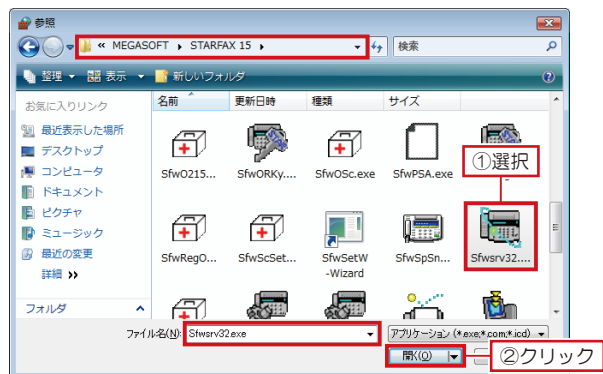 参照
« MEGASOFT ▸ STARFAX 15 ▸
検索
整理 表示 新しいフォルダ
お気に入りリンク
最近表示した場所
デスクトップ
コンピュータ
ドキュメント
ピクチャ
ミュージック
最近の変更
詳細 »
フォルダ
名前 更新日時 種類 サイズ
①選択
SfwO215... SfwORKy.... SfwOSc.exe SfwPSA.exe
SfwRegO... SfwScSet... SfwSetW SfwSpSn... Sfwsrv32....
-Wizard
ファイル名(N): Sfwsrv32.exe アプリケーション (*.exe;*.com;*.icd)
開く(O)
②クリック